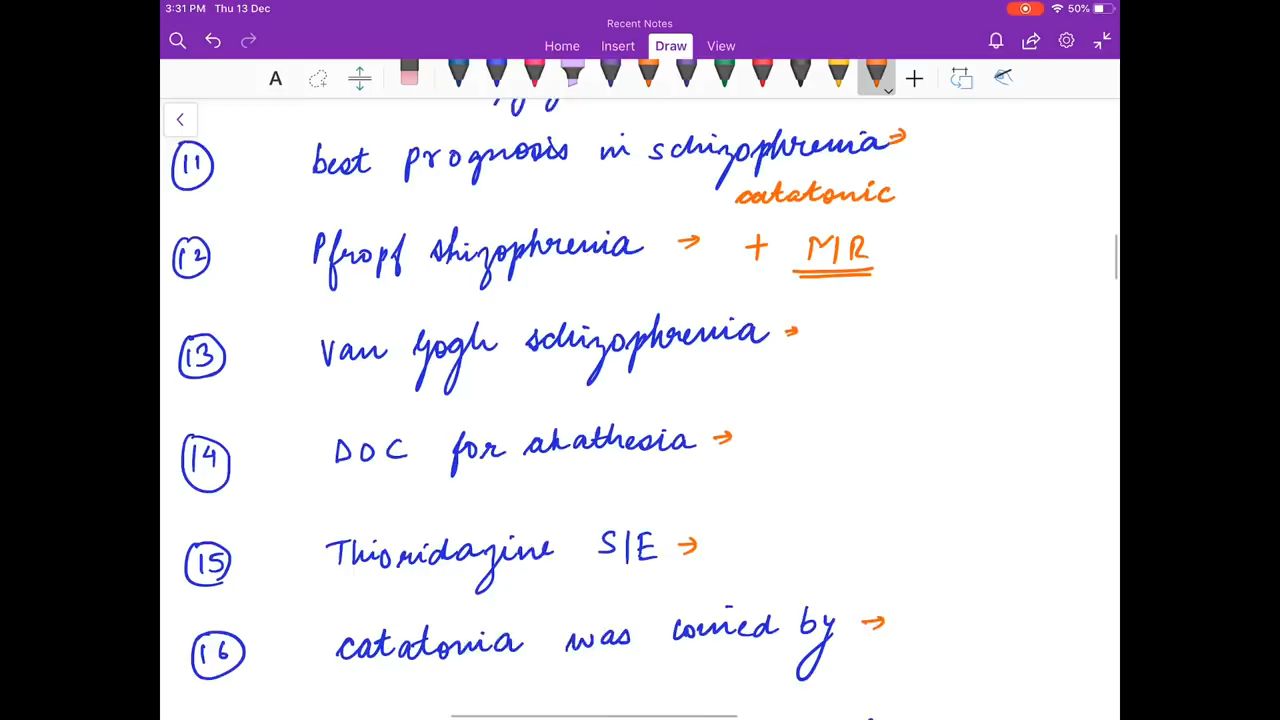 3:31 PM Thu 13 Dec
50%
Recent Notes
Home Insert Draw View
A
11 best prognosis in schizophrenia →
catatonic
12 Pfropf shizophrenia → + MR
13 Van Gogh schizophrenia →
14 DOC for akathesia →
15 Thioridazine S/E →
16 catatonia was coined by →